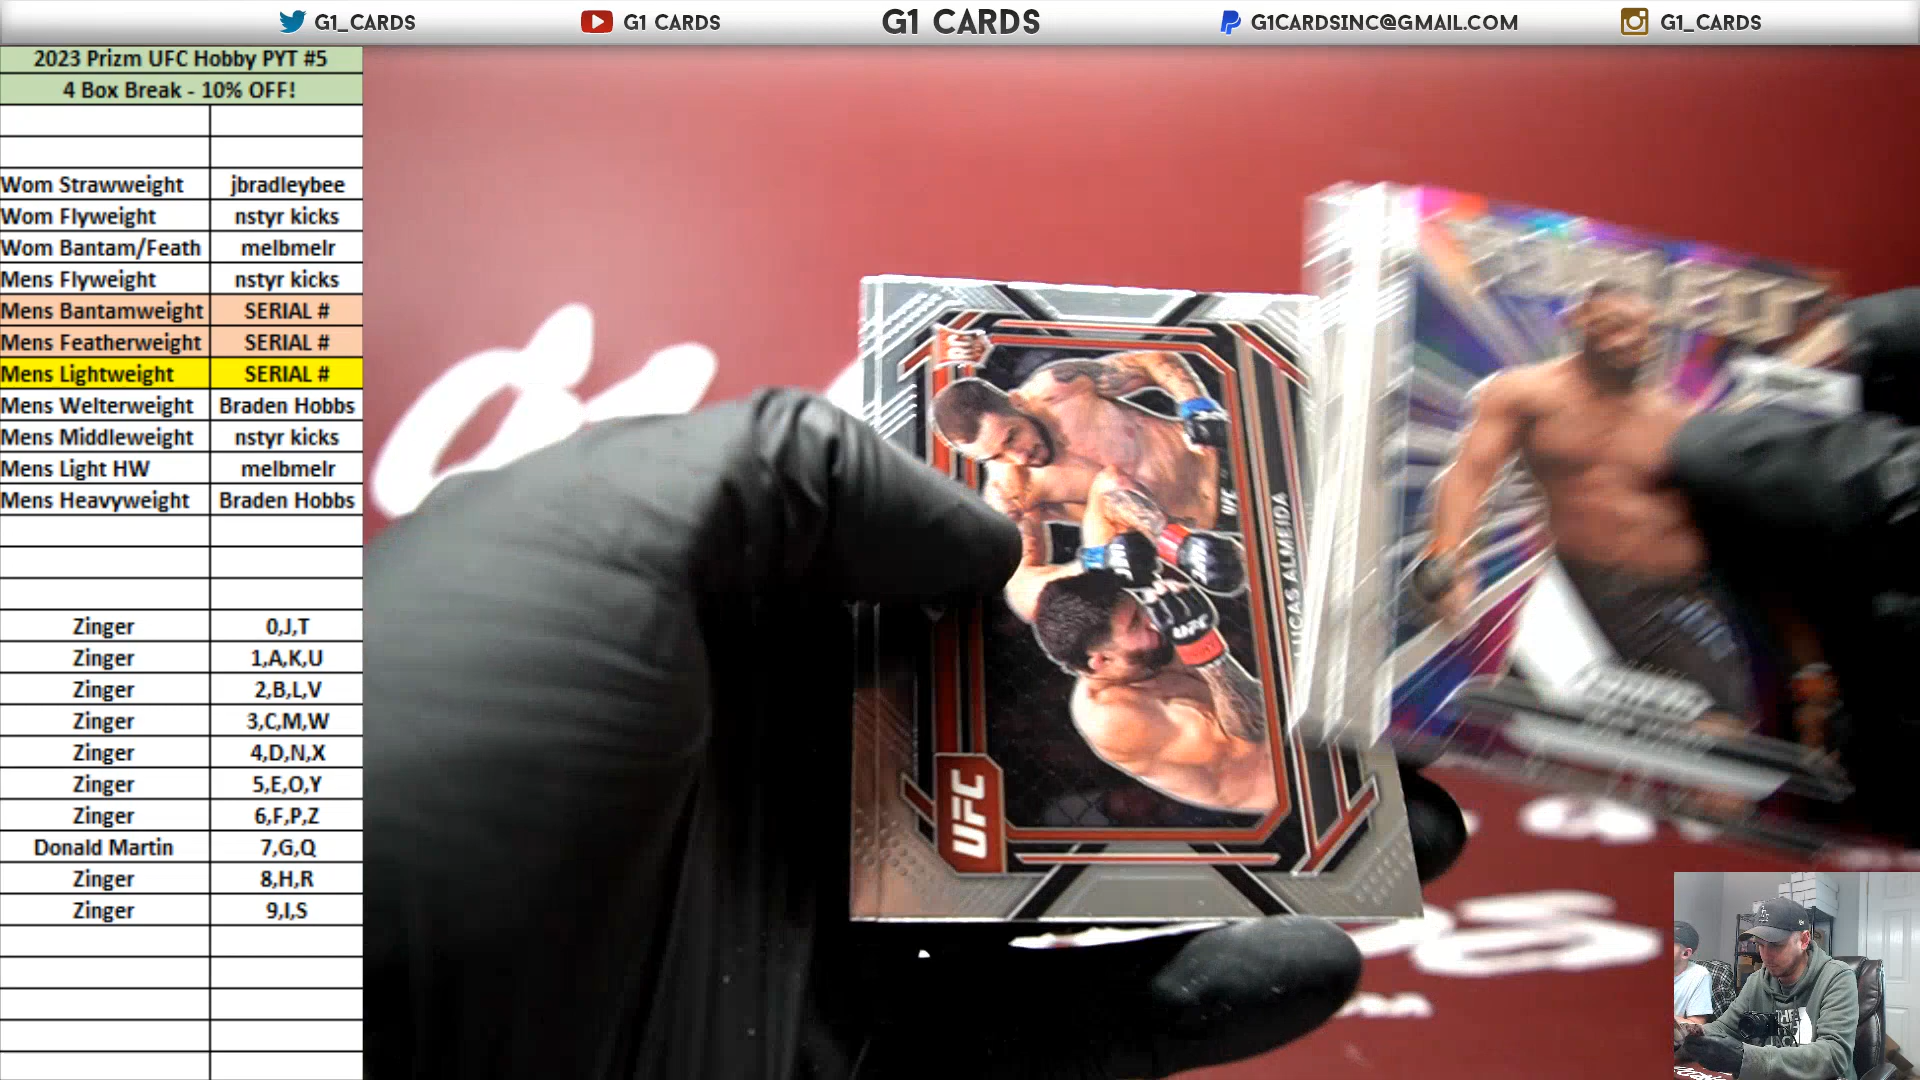 G1_CARDS
G1 CARDS
G1 CARDS
G1CARDSINC@GMAIL.COM
G1_CARDS
2023 Prizm UFC Hobby PYT #5
4 Box Break - 10% OFF!
Wom Strawweight jbradleybee
Wom Flyweight nstyr kicks
Wom Bantam/Feath melbmelr
Mens Flyweight nstyr kicks
Mens Bantamweight SERIAL #
Mens Featherweight SERIAL #
Mens Lightweight SERIAL #
Mens Welterweight Braden Hobbs
Mens Middleweight nstyr kicks
Mens Light HW melbmelr
Mens Heavyweight Braden Hobbs
Zinger 0,J,T
Zinger 1,A,K,U
Zinger 2,B,L,V
Zinger 3,C,M,W
Zinger 4,D,N,X
Zinger 5,E,O,Y
Zinger 6,F,P,Z
Donald Martin 7,G,Q
Zinger 8,H,R
Zinger 9,I,S
RC
UFC
LUCAS ALMEIDA
UFC
UFC